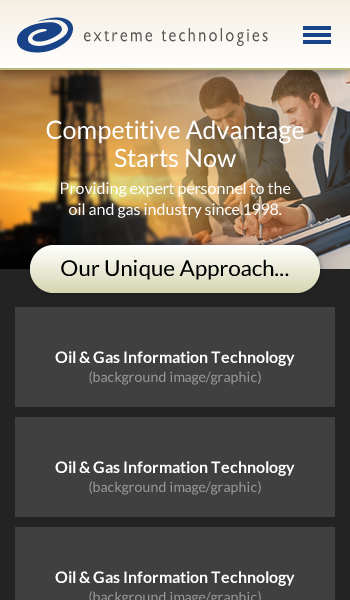 extreme technologies
Competitive Advantage
Starts Now
Providing expert personnel to the
oil and gas industry since 1998.
Our Unique Approach...
Oil & Gas Information Technology
(background image/graphic)
Oil & Gas Information Technology
(background image/graphic)
Oil & Gas Information Technology
(background image/graphic)